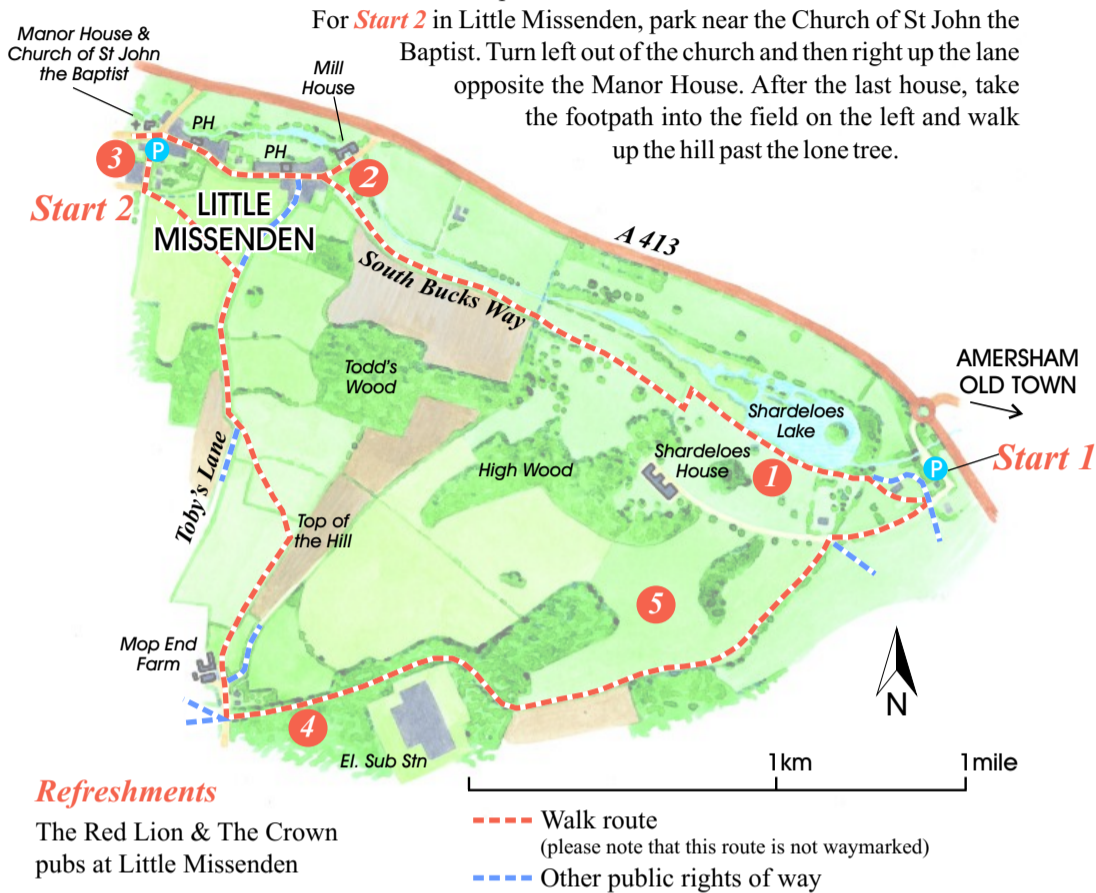 For Start 2 in Little Missenden, park near the Church of St John the
Baptist. Turn left out of the church and then right up the lane
opposite the Manor House. After the last house, take
the footpath into the field on the left and walk
up the hill past the lone tree.
Manor House &
Church of St John
the Baptist
Mill
House
PH
PH
P
3
2
Start 2
LITTLE
MISSENDEN
A 413
South Bucks Way
Todd's
Wood
AMERSHAM
OLD TOWN
Shardeloes
Lake
Shardeloes
House
High Wood
1
P
Start 1
Toby's Lane
Top of
the Hill
5
Mop End
Farm
4
El. Sub Stn
N
1km
1mile
Refreshments
The Red Lion & The Crown
pubs at Little Missenden
Walk route
(please note that this route is not waymarked)
Other public rights of way